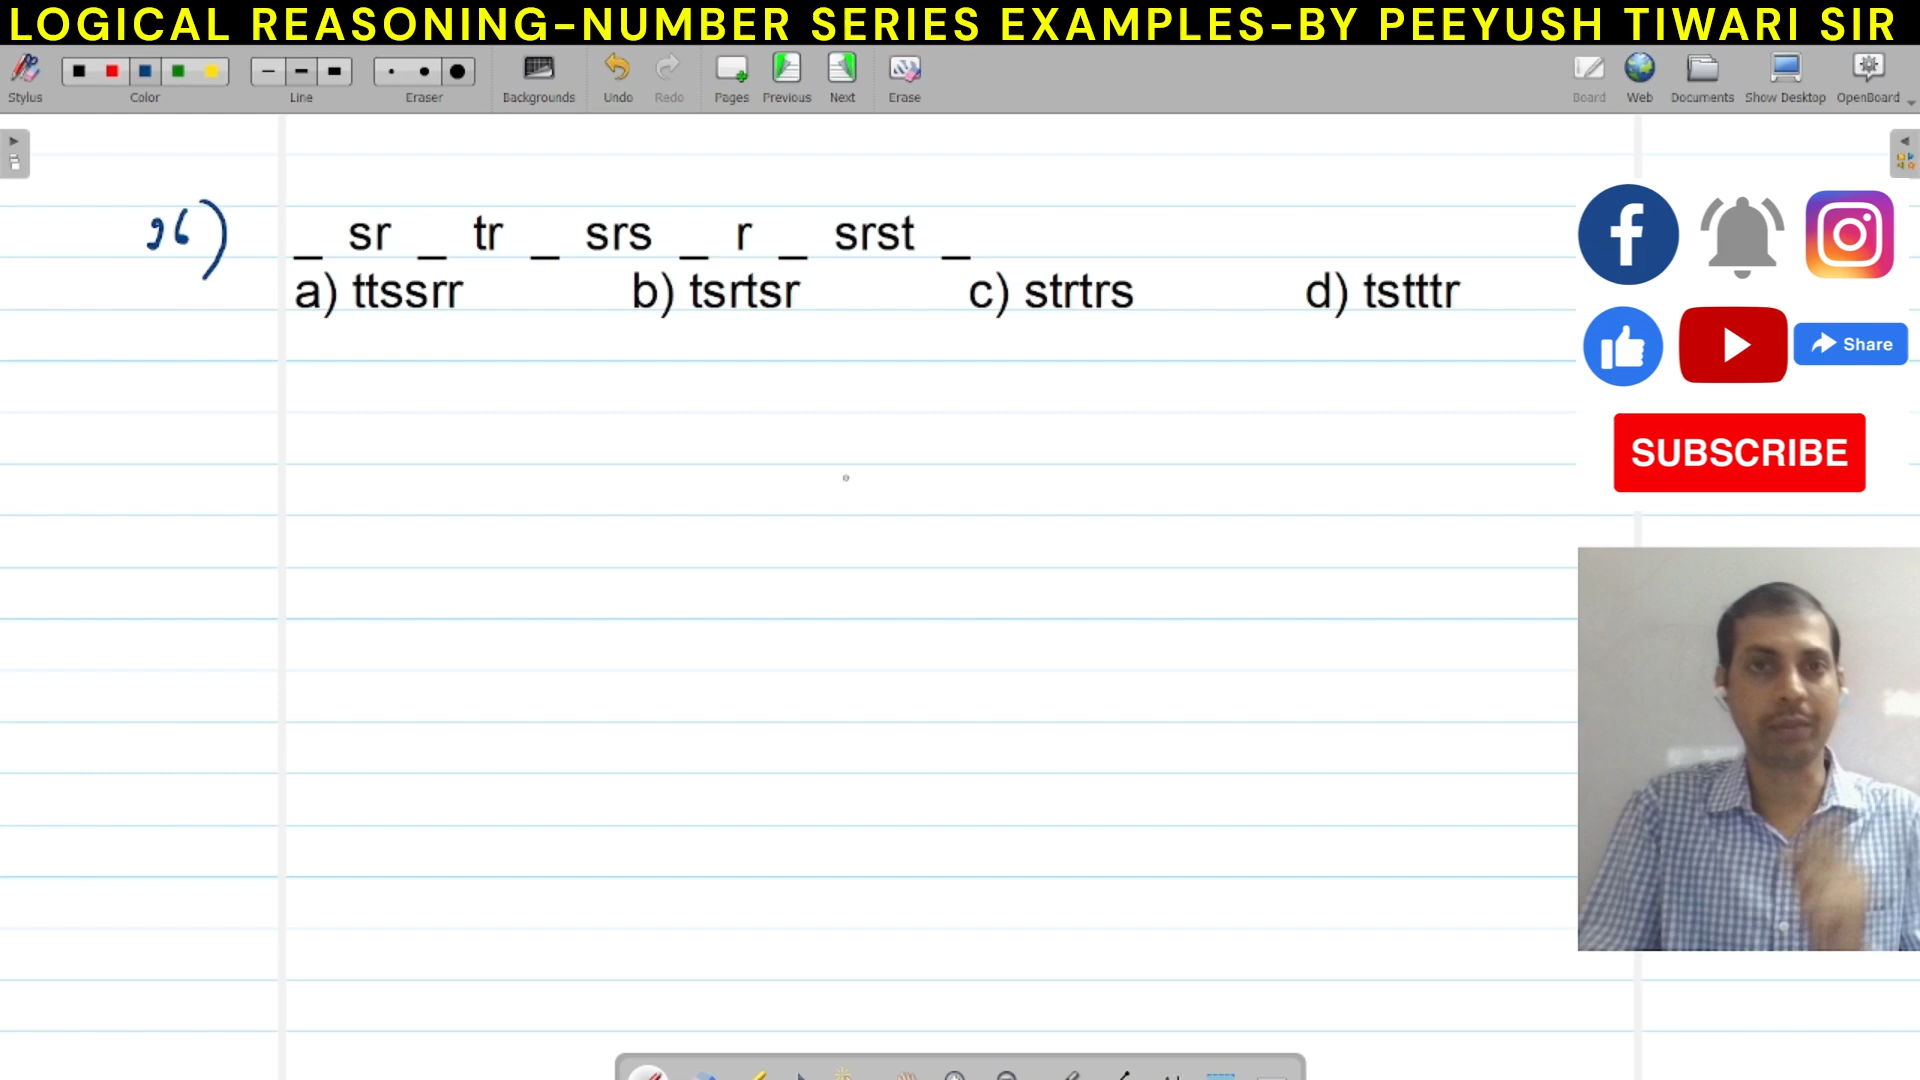 LOGICAL REASONING-NUMBER SERIES EXAMPLES-BY PEEYUSH TIWARI SIR
Stylus Color Line Eraser Backgrounds Undo Redo Pages Previous Next Erase Board Web Documents Show Desktop OpenBoard
_ sr _ tr _ srs _ r _ srst _
a) ttssrr b) tsrtsr c) strtrs d) tstttr
Share
SUBSCRIBE